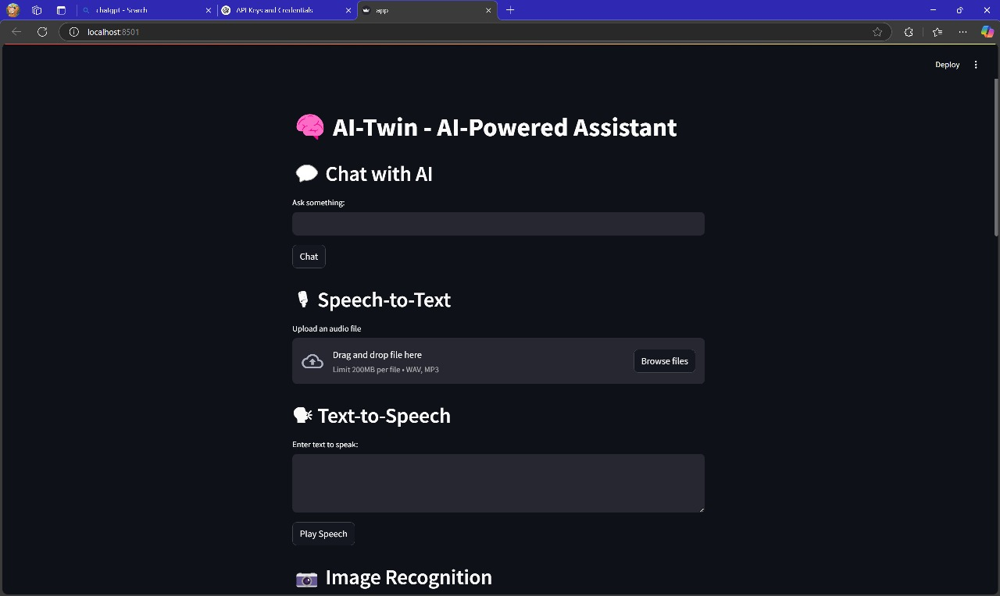 chatgpt - Search
API Keys and Credentials
app
localhost:8501
Deploy
AI-Twin - AI-Powered Assistant
Chat with AI
Ask something:
Chat
Speech-to-Text
Upload an audio file
Drag and drop file here
Limit 200MB per file • WAV, MP3
Browse files
Text-to-Speech
Enter text to speak:
Play Speech
Image Recognition